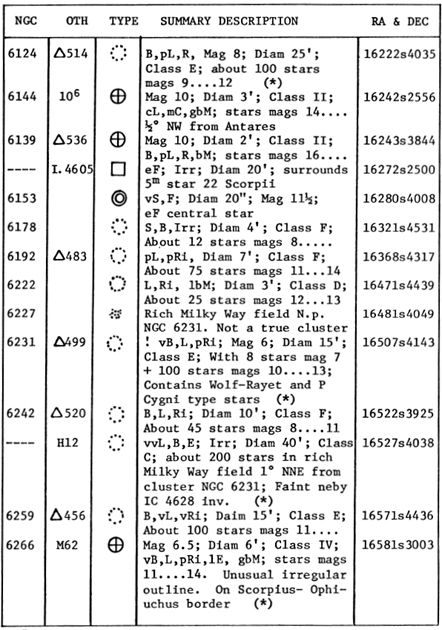 NGC OTH TYPE SUMMARY DESCRIPTION RA & DEC
6124 Δ514 B,pL,R, Mag 8; Diam 25'; 16222s4035
Class E; about 100 stars
mags 9....12 (*)
6144 10⁶ Mag 10; Diam 3'; Class II; 16242s2556
cL,mC,gbM; stars mags 14....
½° NW from Antares
6139 Δ536 Mag 10; Diam 2'; Class II; 16243s3844
B,pL,R,bM; stars mags 16....
---- I.4605 eF; Irr; Diam 20'; surrounds 16272s2500
5ᵐ star 22 Scorpii
6153 vS,F; Diam 20"; Mag 11½; 16280s4008
eF central star
6178 S,B,Irr; Diam 4'; Class F; 16321s4531
About 12 stars mags 8.....
6192 Δ483 pL,pRi, Diam 7'; Class F; 16368s4317
About 75 stars mags 11...14
6222 L,Ri, lbM; Diam 3'; Class D; 16471s4439
About 25 stars mags 12...13
6227 Rich Milky Way field N.p. 16481s4049
NGC 6231. Not a true cluster
6231 Δ499 ! vB,L,pRi; Mag 6; Diam 15'; 16507s4143
Class E; With 8 stars mag 7
+ 100 stars mags 10....13;
Contains Wolf-Rayet and P
Cygni type stars (*)
6242 Δ520 B,L,Ri; Diam 10'; Class F; 16522s3925
About 45 stars mags 8....11
---- H12 vvL,B,E; Irr; Diam 40'; Class 16527s4038
C; about 200 stars in rich
Milky Way field 1° NNE from
cluster NGC 6231; Faint neby
IC 4628 inv. (*)
6259 Δ456 B,vL,vRi; Daim 15'; Class E; 16571s4436
About 100 stars mags 11....
6266 M62 Mag 6.5; Diam 6'; Class IV; 16581s3003
vB,L,pRi,lE, gbM; stars mags
11....14. Unusual irregular
outline. On Scorpius- Ophi-
uchus border (*)